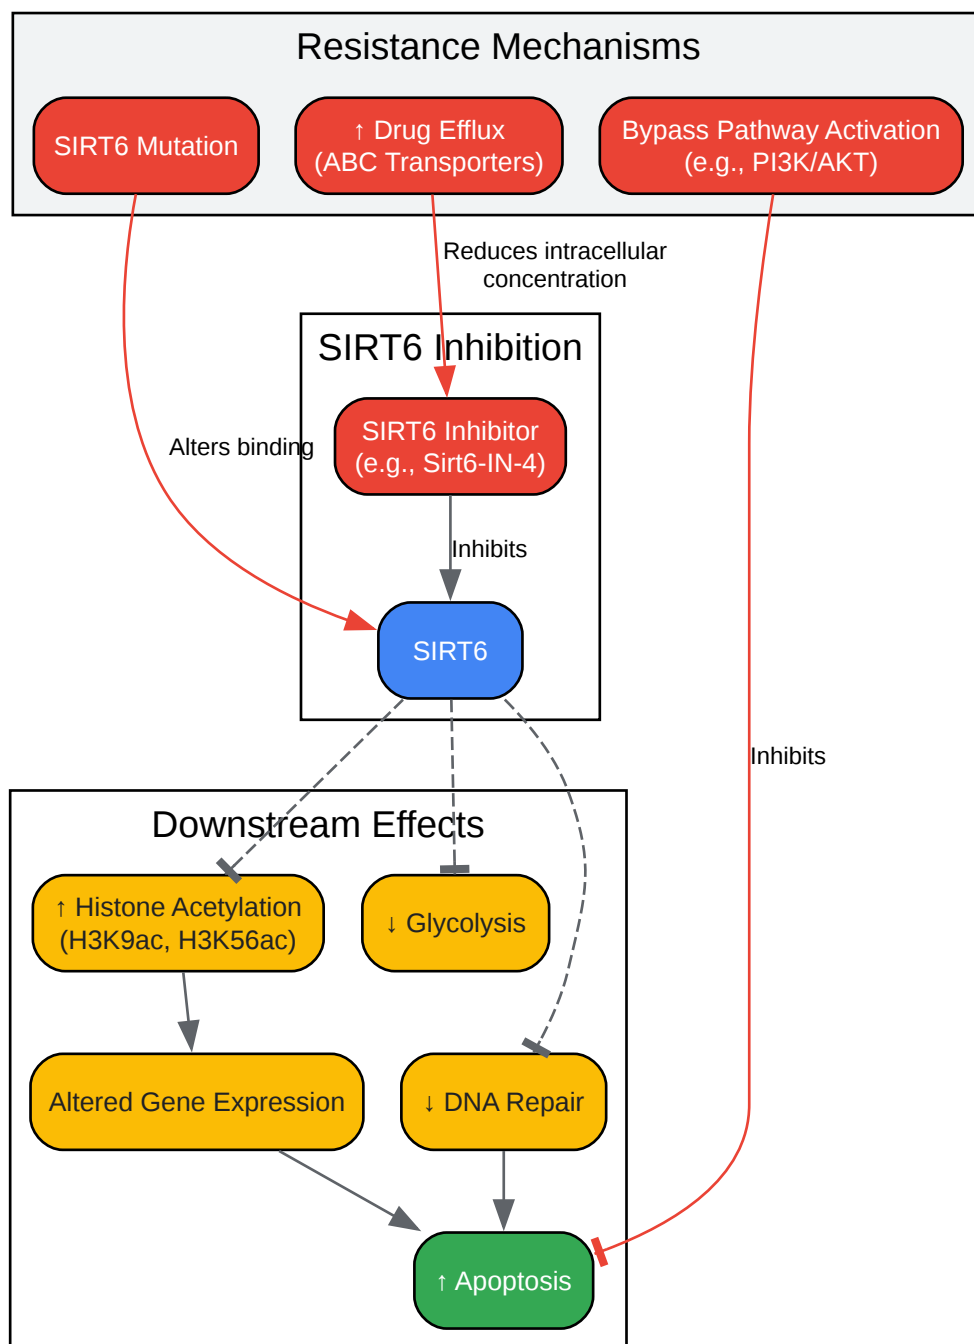 Resistance Mechanisms
SIRT6 Mutation
↑ Drug Efflux
(ABC Transporters)
Bypass Pathway Activation
(e.g., PI3K/AKT)
Reduces intracellular
concentration
SIRT6 Inhibition
SIRT6 Inhibitor
(e.g., Sirt6-IN-4)
Alters binding
Inhibits
SIRT6
Inhibits
Downstream Effects
↑ Histone Acetylation
(H3K9ac, H3K56ac)
↓ Glycolysis
Altered Gene Expression
↓ DNA Repair
↑ Apoptosis